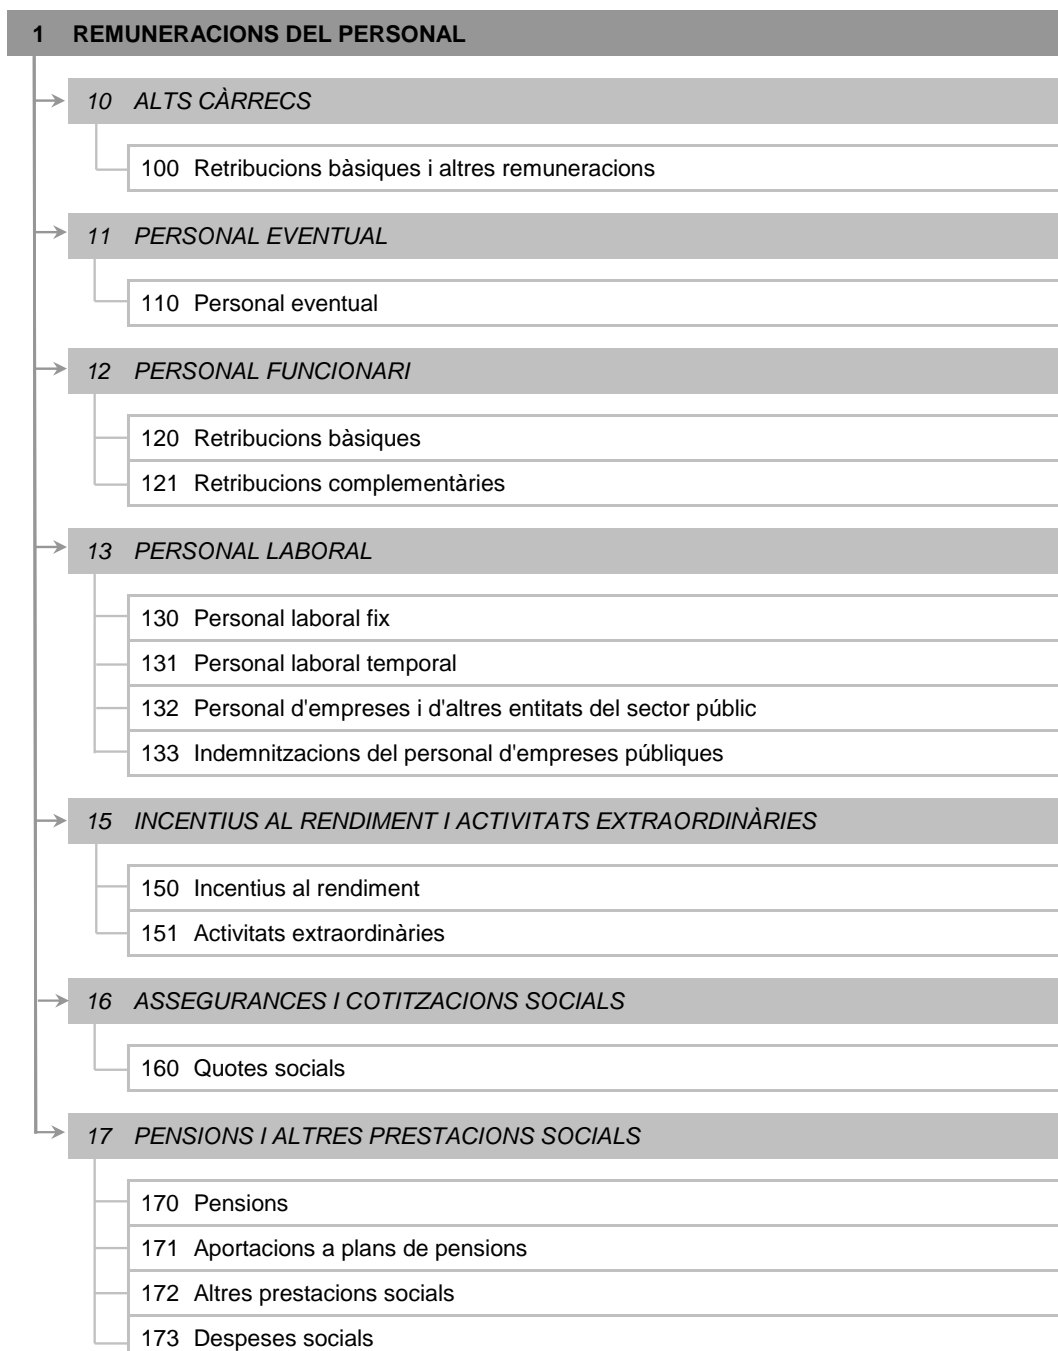 1 REMUNERACIONS DEL PERSONAL
10 ALTS CÀRRECS
100 Retribucions bàsiques i altres remuneracions
11 PERSONAL EVENTUAL
110 Personal eventual
12 PERSONAL FUNCIONARI
120 Retribucions bàsiques
121 Retribucions complementàries
13 PERSONAL LABORAL
130 Personal laboral fix
131 Personal laboral temporal
132 Personal d'empreses i d'altres entitats del sector públic
133 Indemnitzacions del personal d'empreses públiques
15 INCENTIUS AL RENDIMENT I ACTIVITATS EXTRAORDINÀRIES
150 Incentius al rendiment
151 Activitats extraordinàries
16 ASSEGURANCES I COTITZACIONS SOCIALS
160 Quotes socials
17 PENSIONS I ALTRES PRESTACIONS SOCIALS
170 Pensions
171 Aportacions a plans de pensions
172 Altres prestacions socials
173 Despeses socials